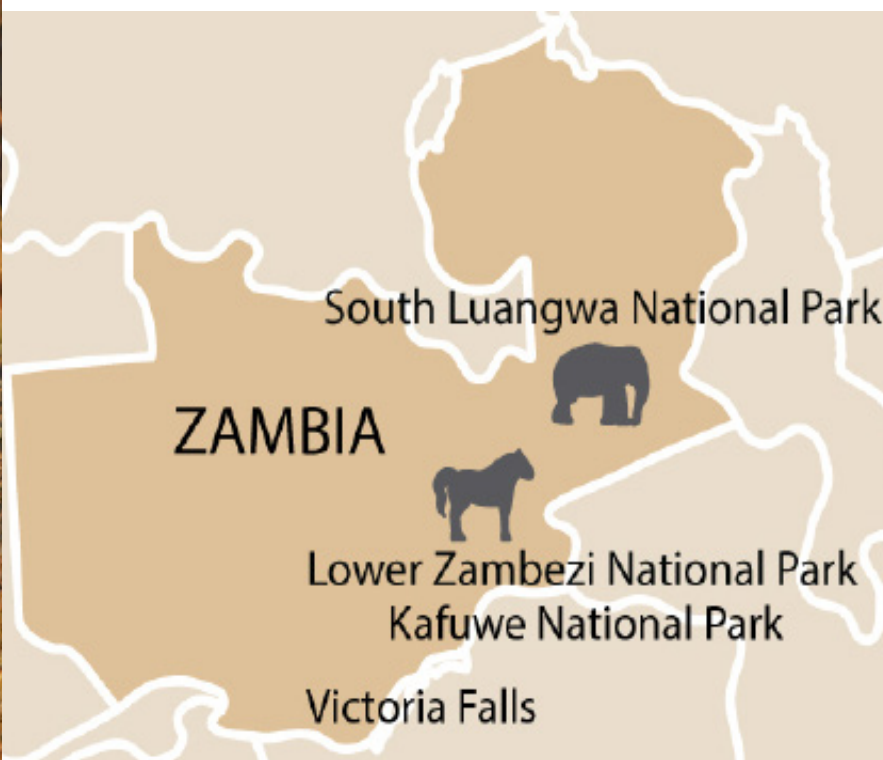 South Luangwa National Park
ZAMBIA
Lower Zambezi National Park
Kafuwe National Park
Victoria Falls